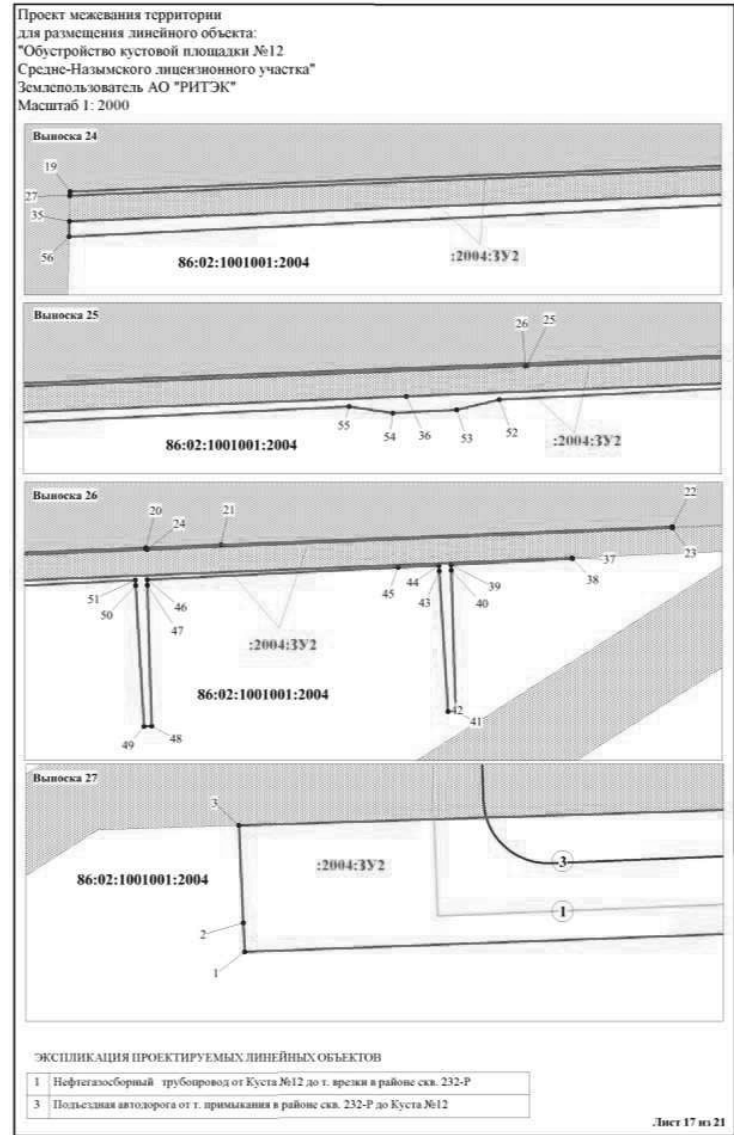 Проект межевания территории
для размещения линейного объекта:
"Обустройство кустовой площадки №12
Средне-Назымского лицензионного участка"
Землепользователь АО "РИТЭК"
Масштаб 1: 2000
Выноска 24
19
27
35
56
86:02:1001001:2004
:2004:ЗУ2
Выноска 25
26 25
55
54
36
53
52
86:02:1001001:2004
:2004:ЗУ2
Выноска 26
20
24
21
22
23
37
38
51
50
46
47
45
44
43
39
40
:2004:ЗУ2
86:02:1001001:2004
42
41
49
48
Выноска 27
3
:2004:ЗУ2
86:02:1001001:2004
3
1
2
1
ЭКСПЛИКАЦИЯ ПРОЕКТИРУЕМЫХ ЛИНЕЙНЫХ ОБЪЕКТОВ
1 Нефтегазосборный трубопровод от Куста №12 до т. врезки в районе скв. 232-Р
3 Подъездная автодорога от т. примыкания в районе скв. 232-Р до Куста №12
Лист 17 из 21